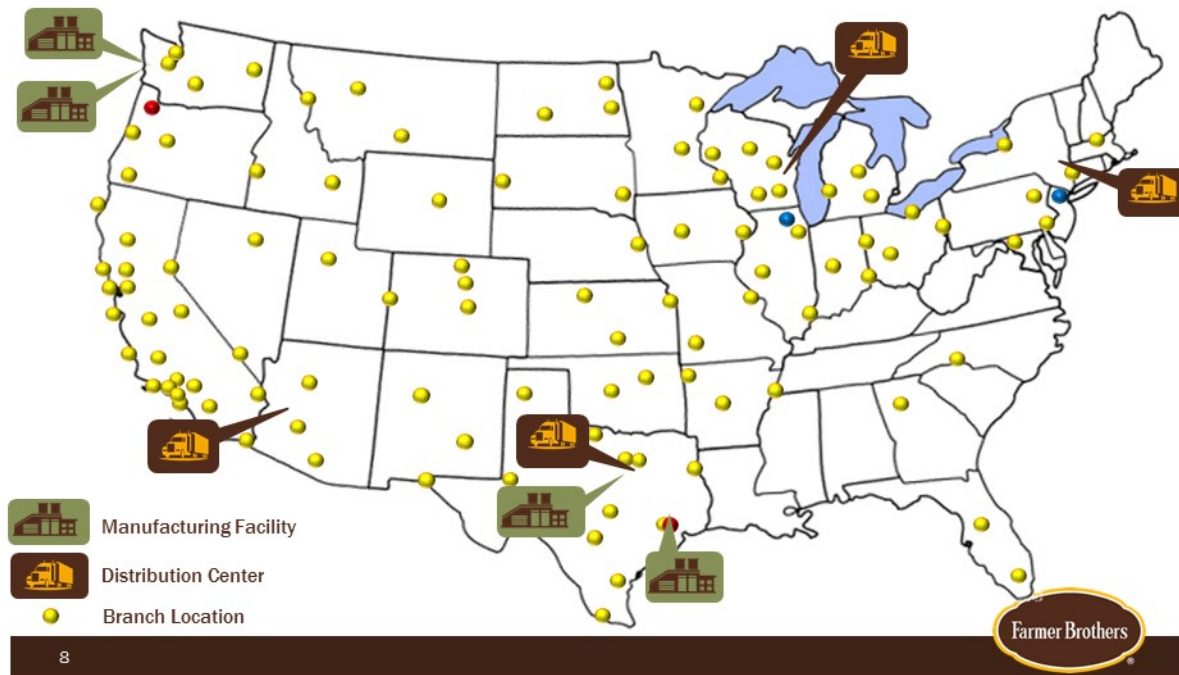 Manufacturing Facility
Distribution Center
Branch Location
Farmer Brothers
®
8